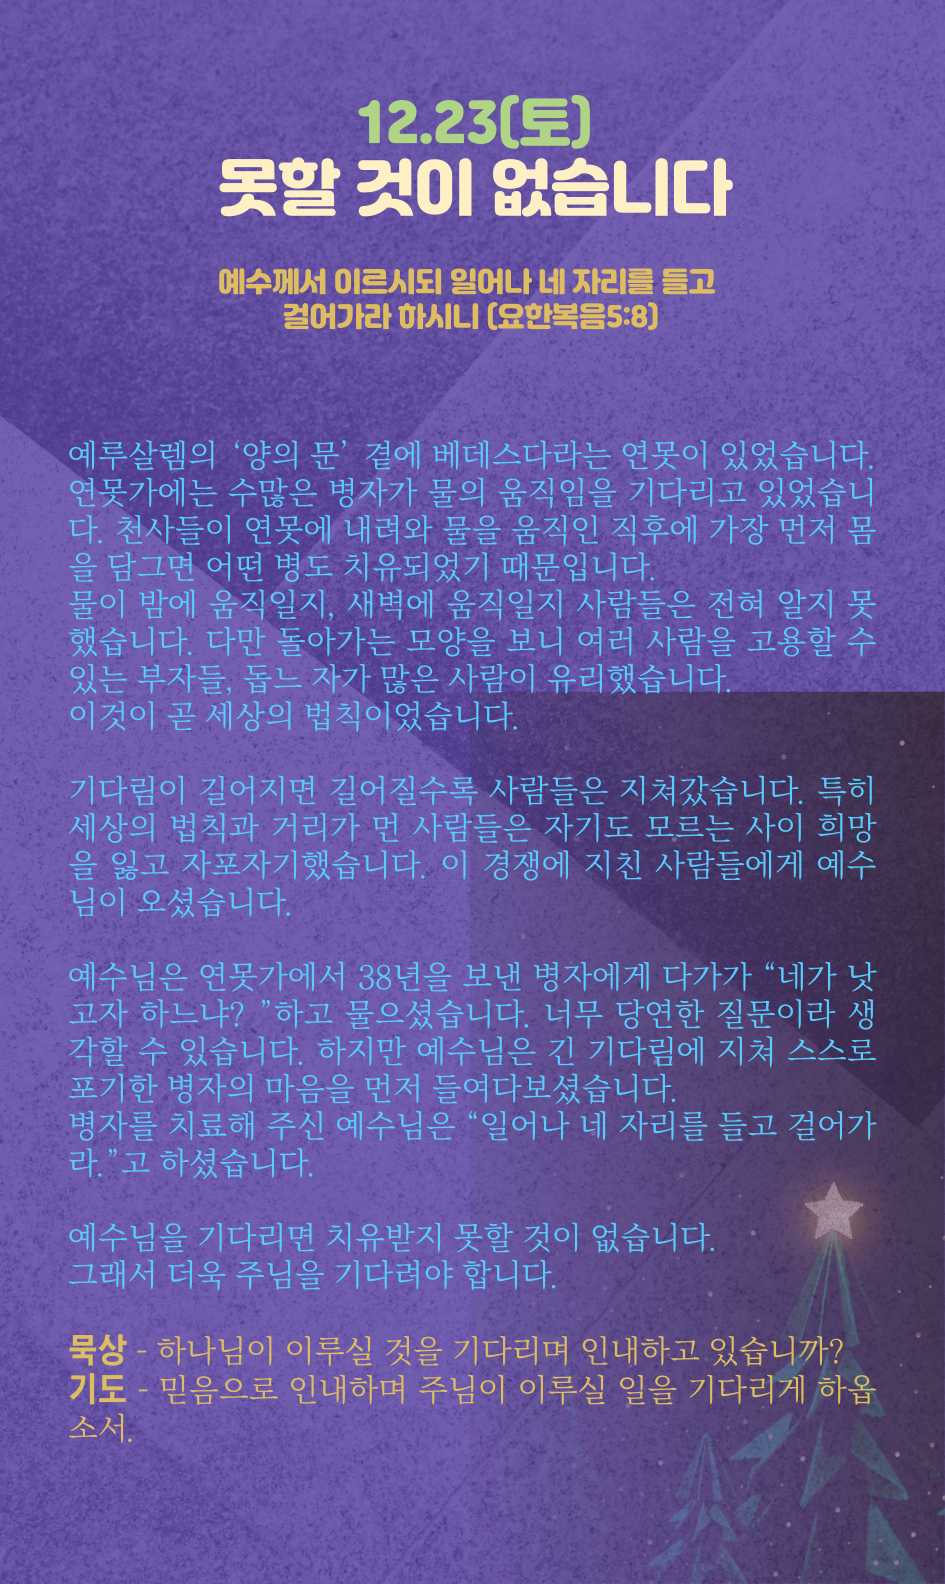 12.23(토)
못할 것이 없습니다
예수께서 이르시되 일어나 네 자리를 들고
걸어가라 하시니 (요한복음5:8)
예루살렘의 ‘양의 문’ 곁에 베데스다라는 연못이 있었습니다.
연못가에는 수많은 병자가 물의 움직임을 기다리고 있었습니
다. 천사들이 연못에 내려와 물을 움직인 직후에 가장 먼저 몸
을 담그면 어떤 병도 치유되었기 때문입니다.
물이 밤에 움직일지, 새벽에 움직일지 사람들은 전혀 알지 못
했습니다. 다만 돌아가는 모양을 보니 여러 사람을 고용할 수
있는 부자들, 돕느 자가 많은 사람이 유리했습니다.
이것이 곧 세상의 법칙이었습니다.
기다림이 길어지면 길어질수록 사람들은 지쳐갔습니다. 특히
세상의 법칙과 거리가 먼 사람들은 자기도 모르는 사이 희망
을 잃고 자포자기했습니다. 이 경쟁에 지친 사람들에게 예수
님이 오셨습니다.
예수님은 연못가에서 38년을 보낸 병자에게 다가가 “네가 낫
고자 하느냐? ”하고 물으셨습니다. 너무 당연한 질문이라 생
각할 수 있습니다. 하지만 예수님은 긴 기다림에 지쳐 스스로
포기한 병자의 마음을 먼저 들여다보셨습니다.
병자를 치료해 주신 예수님은 “일어나 네 자리를 들고 걸어가
라.”고 하셨습니다.
예수님을 기다리면 치유받지 못할 것이 없습니다.
그래서 더욱 주님을 기다려야 합니다.
묵상 - 하나님이 이루실 것을 기다리며 인내하고 있습니까?
기도 - 믿음으로 인내하며 주님이 이루실 일을 기다리게 하옵
소서.